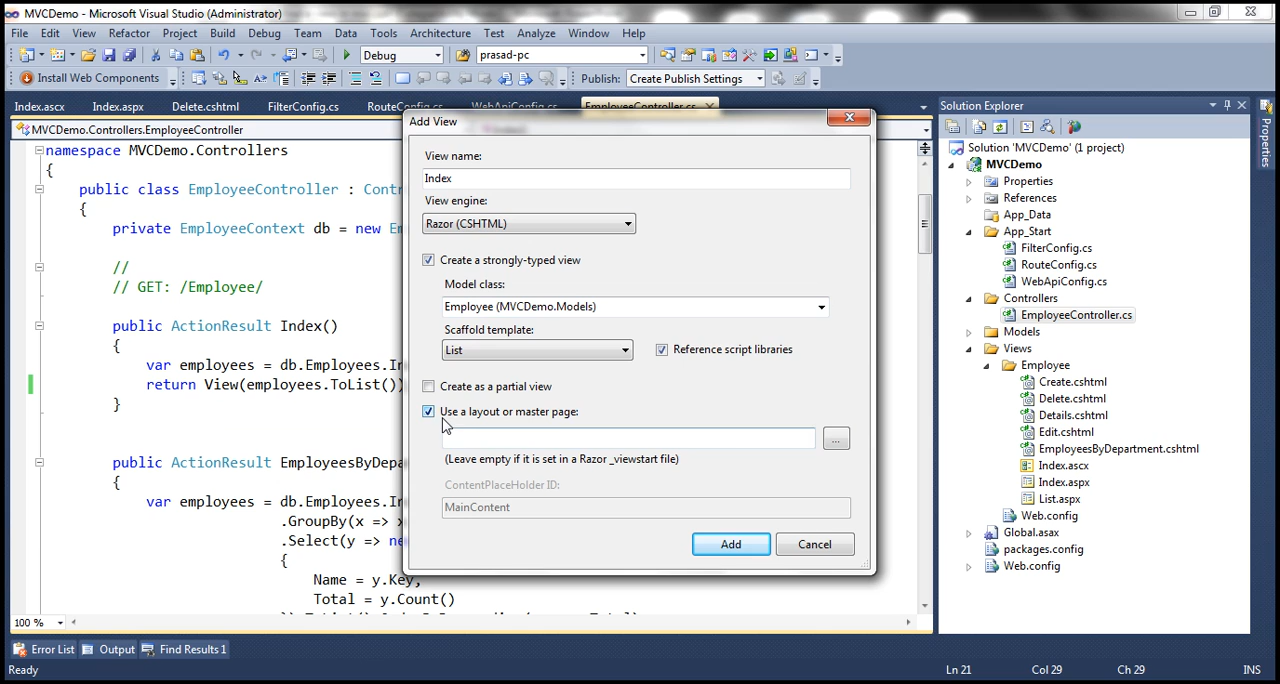 MVCDemo - Microsoft Visual Studio (Administrator)
File Edit View Refactor Project Build Debug Team Data Tools Architecture Test Analyze Window Help
Debug prasad-pc
Install Web Components Publish: Create Publish Settings
Index.ascx Index.aspx Delete.cshtml FilterConfig.cs RouteConfig.cs WebApiConfig.cs EmployeeController.cs
MVCDemo.Controllers.EmployeeController
namespace MVCDemo.Controllers
{
public class EmployeeController : Contr
{
private EmployeeContext db = new Em
//
// GET: /Employee/
public ActionResult Index()
{
var employees = db.Employees.In
return View(employees.ToList())
}
public ActionResult EmployeesByDepa
{
var employees = db.Employees.In
.GroupBy(x => x
.Select(y => ne
{
Name = y.Key,
Total = y.Count()
100 %
Add View
View name:
Index
View engine:
Razor (CSHTML)
Create a strongly-typed view
Model class:
Employee (MVCDemo.Models)
Scaffold template:
List Reference script libraries
Create as a partial view
Use a layout or master page:
...
(Leave empty if it is set in a Razor _viewstart file)
ContentPlaceHolder ID:
MainContent
Add Cancel
Solution Explorer
Solution 'MVCDemo' (1 project)
MVCDemo
Properties
References
App_Data
App_Start
FilterConfig.cs
RouteConfig.cs
WebApiConfig.cs
Controllers
EmployeeController.cs
Models
Views
Employee
Create.cshtml
Delete.cshtml
Details.cshtml
Edit.cshtml
EmployeesByDepartment.cshtml
Index.ascx
Index.aspx
List.aspx
Web.config
Global.asax
packages.config
Web.config
Properties
Error List Output Find Results 1
Ready Ln 21 Col 29 Ch 29 INS